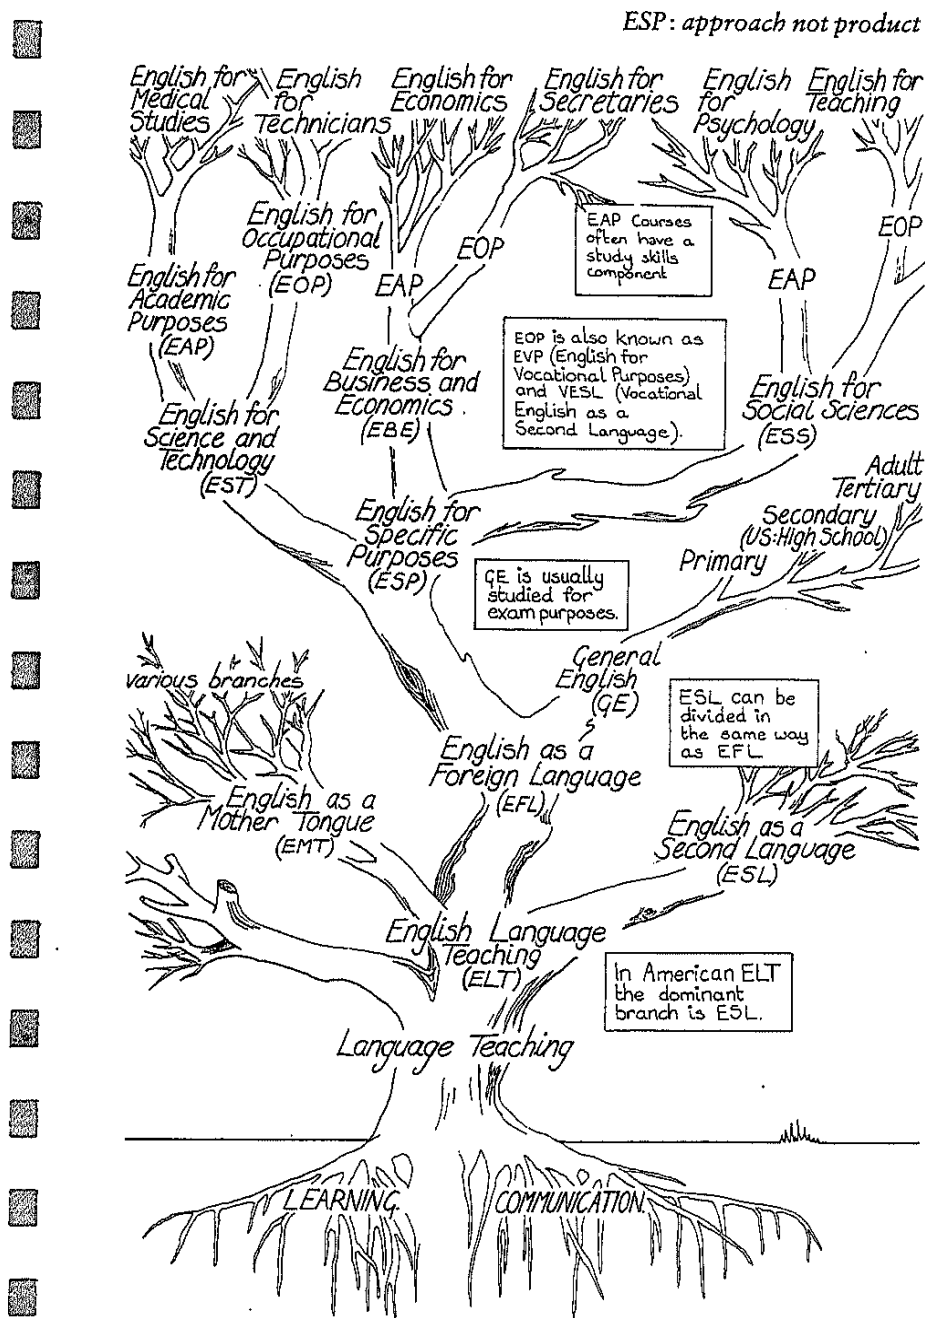 ESP: approach not product
English for
Medical
Studies
English
for
Technicians
English for
Economics
English for
Secretaries
English
for
Psychology
English for
Teaching
English for
Occupational
Purposes
(EOP)
English for
Academic
Purposes
(EAP)
EAP
EOP
EAP Courses
often have a
study skills
component
EAP
EOP
EOP is also known as
EVP (English for
Vocational Purposes)
and VESL (Vocational
English as a
Second Language).
English for
Science and
Technology
(EST)
English for
Business and
Economics.
(EBE)
English for
Social Sciences
(ESS)
English for
Specific
Purposes
(ESP)
Adult
Tertiary
Secondary
(US:High School)
Primary
GE is usually
studied for
exam purposes.
General
English
(GE)
various branches
ESL can be
divided in
the same way
as EFL
English as a
Foreign Language
(EFL)
English as a
Mother Tongue
(EMT)
English as a
Second Language
(ESL)
English Language
Teaching
(ELT)
In American ELT
the dominant
branch is ESL.
Language Teaching
LEARNING.
COMMUNICATION.